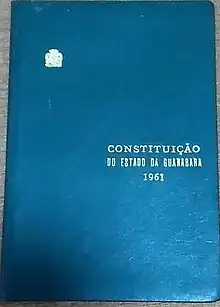 CONSTITUIÇÃO
DO ESTADO DA GUANABARA
1961